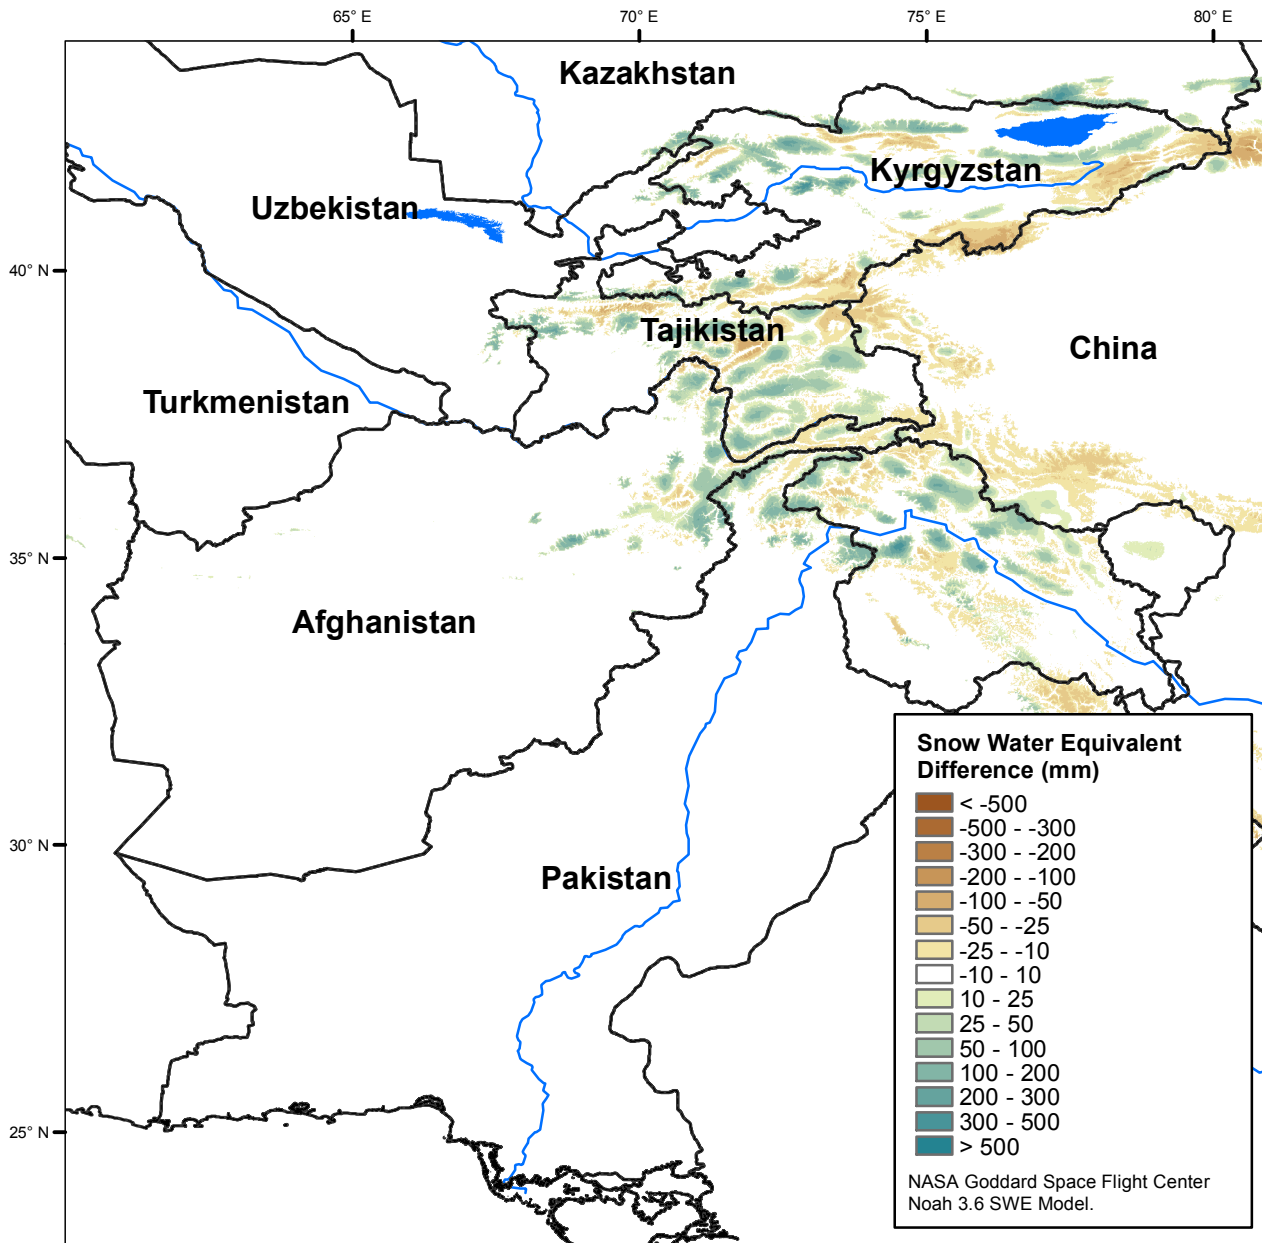 65° E 70° E 75° E 80° E
Kazakhstan
Kyrgyzstan
Uzbekistan
40° N
Tajikistan
China
Turkmenistan
35° N
Afghanistan
30° N
Pakistan
25° N
Snow Water Equivalent
Difference (mm)
< -500
-500 - -300
-300 - -200
-200 - -100
-100 - -50
-50 - -25
-25 - -10
-10 - 10
10 - 25
25 - 50
50 - 100
100 - 200
200 - 300
300 - 500
> 500
NASA Goddard Space Flight Center
Noah 3.6 SWE Model.